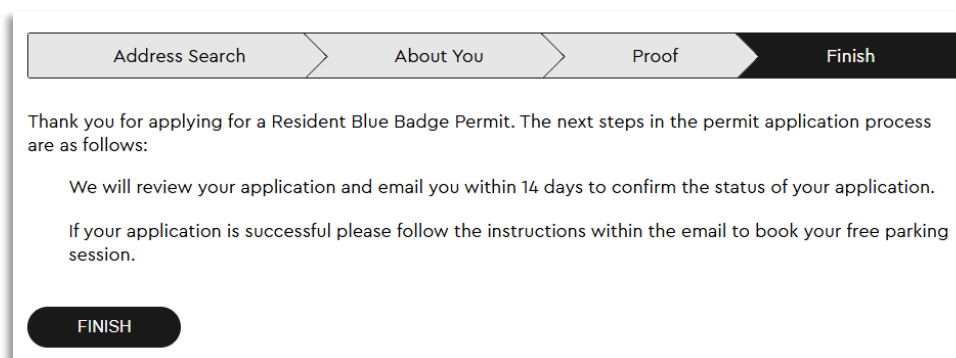 Address Search
About You
Proof
Finish
Thank you for applying for a Resident Blue Badge Permit. The next steps in the permit application process
are as follows:
We will review your application and email you within 14 days to confirm the status of your application.
If your application is successful please follow the instructions within the email to book your free parking
session.
FINISH